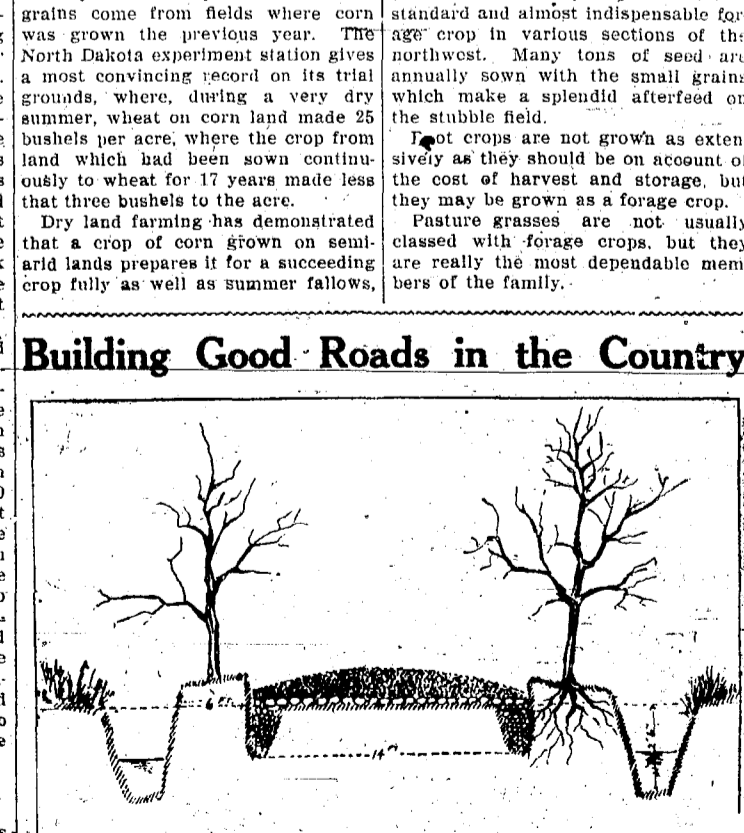 grains come from fields where corn
was grown the previous year. The
North Dakota experiment station gives
a most convincing record on its trial
grounds, where, during a very dry
summer, wheat on corn land made 25
bushels per acre, where the crop from
land which had been sown continu-
ously to wheat for 17 years made less
that three bushels to the acre.
Dry land farming has demonstrated
that a crop of corn grown on semi-
arid lands prepares it for a succeeding
crop fully as well as summer fallows,
standard and almost indispensable for-
age crop in various sections of the
northwest. Many tons of seed are
annually sown with the small grains
which make a splendid afterfeed on
the stubble field.
Root crops are not grown as exten
sively as they should be on account of
the cost of harvest and storage, but
they may be grown as a forage crop.
Pasture grasses are not usually
classed with forage crops, but they
are really the most dependable mem
bers of the family.
Building Good Roads in the Country
6 FT.
14 FT